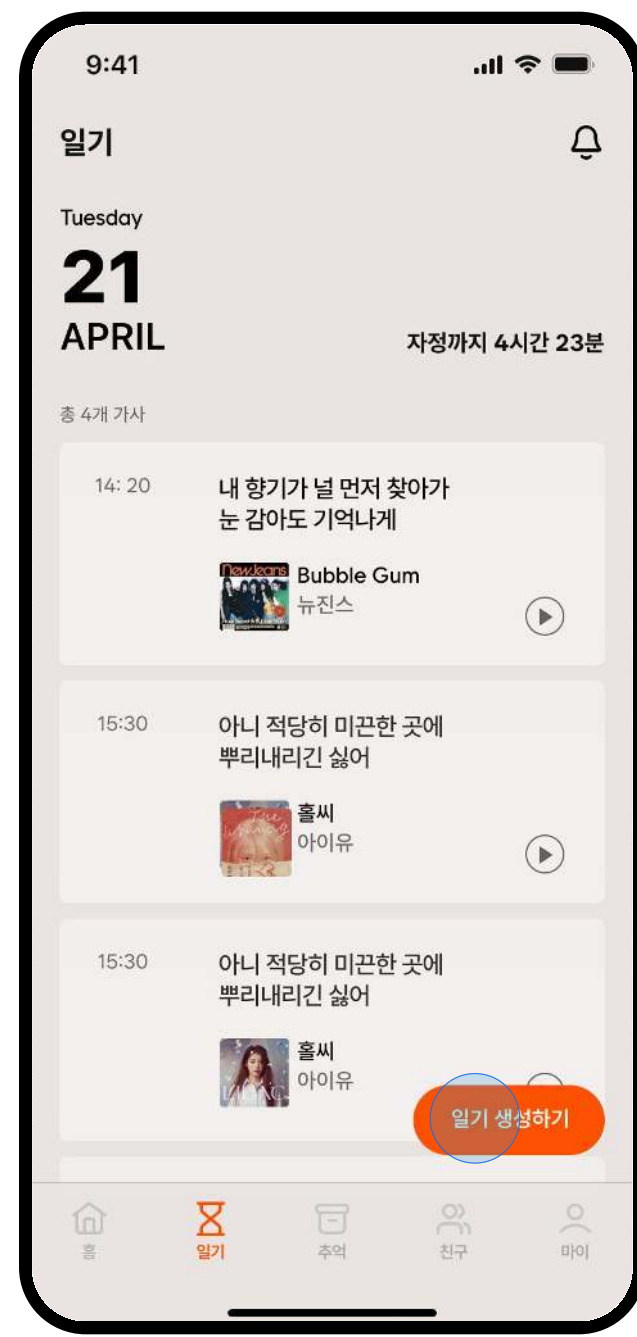 9:41
일기
Tuesday
21
APRIL
자정까지 4시간 23분
총 4개 가사
14: 20
내 향기가 널 먼저 찾아가
눈 감아도 기억나게
NewJeans
Bubble Gum
뉴진스
15:30
아니 적당히 미끈한 곳에
뿌리내리긴 싫어
The Winning
홀씨
아이유
15:30
아니 적당히 미끈한 곳에
뿌리내리긴 싫어
LILAC
홀씨
아이유
일기 생성하기
홈
일기
추억
친구
마이